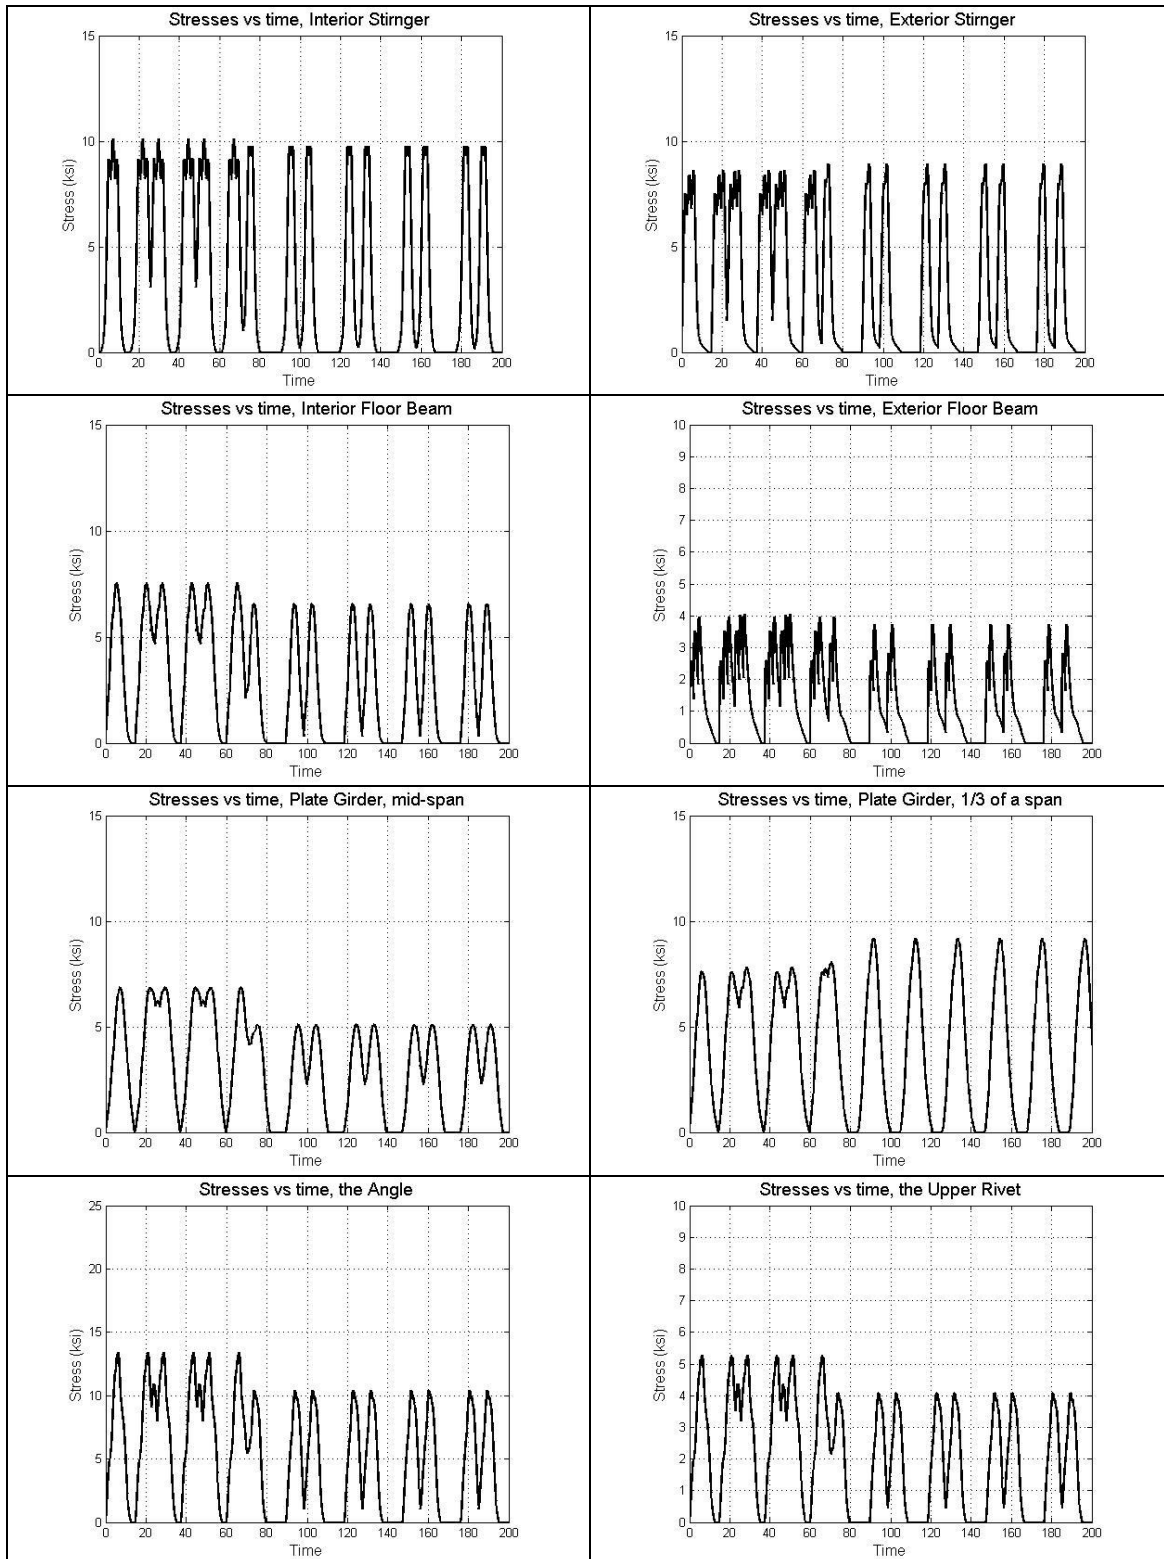 Stresses vs time, Interior Stirnger
15
10
5
0
Stress (ksi)
0 20 40 60 80 100 120 140 160 180 200
Time
Stresses vs time, Exterior Stirnger
15
10
5
0
Stress (ksi)
0 20 40 60 80 100 120 140 160 180 200
Time
Stresses vs time, Interior Floor Beam
15
10
5
0
Stress (ksi)
0 20 40 60 80 100 120 140 160 180 200
Time
Stresses vs time, Exterior Floor Beam
10
9
8
7
6
5
4
3
2
1
0
Stress (ksi)
0 20 40 60 80 100 120 140 160 180 200
Time
Stresses vs time, Plate Girder, mid-span
15
10
5
0
Stress (ksi)
0 20 40 60 80 100 120 140 160 180 200
Time
Stresses vs time, Plate Girder, 1/3 of a span
15
10
5
0
Stress (ksi)
0 20 40 60 80 100 120 140 160 180 200
Time
Stresses vs time, the Angle
25
20
15
10
5
0
Stress (ksi)
0 20 40 60 80 100 120 140 160 180 200
Time
Stresses vs time, the Upper Rivet
10
9
8
7
6
5
4
3
2
1
0
Stress (ksi)
0 20 40 60 80 100 120 140 160 180 200
Time